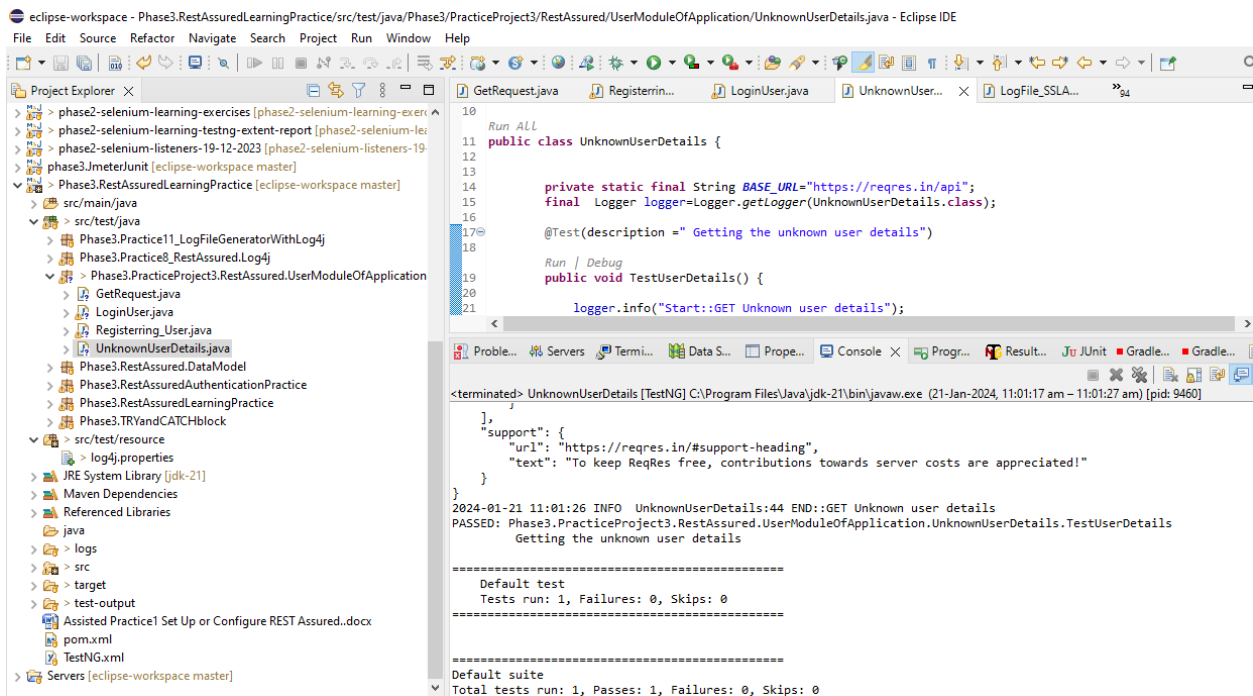 eclipse-workspace - Phase3.RestAssuredLearningPractice/src/test/java/Phase3/PracticeProject3/RestAssured/UserModuleOfApplication/UnknownUserDetails.java - Eclipse IDE
File Edit Source Refactor Navigate Search Project Run Window Help
Project Explorer
> phase2-selenium-learning-exercises [phase2-selenium-learning-exerc
> phase2-selenium-learning-testng-extent-report [phase2-selenium-lea
> phase2-selenium-listeners-19-12-2023 [phase2-selenium-listeners-19-
phase3.JmeterJunit [eclipse-workspace master]
> Phase3.RestAssuredLearningPractice [eclipse-workspace master]
src/main/java
> src/test/java
Phase3.Practice11_LogFileGeneratorWithLog4j
Phase3.Practice8_RestAssured.Log4j
> Phase3.PracticeProject3.RestAssured.UserModuleOfApplication
GetRequest.java
LoginUser.java
Registerring_User.java
UnknownUserDetails.java
Phase3.RestAssured.DataModel
Phase3.RestAssuredAuthenticationPractice
Phase3.RestAssuredLearningPractice
Phase3.TRYandCATCHblock
> src/test/resource
log4j.properties
JRE System Library [jdk-21]
Maven Dependencies
Referenced Libraries
java
> logs
> src
> target
> test-output
Assisted Practice1 Set Up or Configure REST Assured..docx
pom.xml
TestNG.xml
Servers [eclipse-workspace master]
GetRequest.java Registerrin... LoginUser.java UnknownUser... LogFile_SSLA... »94
10
Run All
11 public class UnknownUserDetails {
12
13
14 private static final String BASE_URL="https://reqres.in/api";
15 final Logger logger=Logger.getLogger(UnknownUserDetails.class);
16
17 @Test(description =" Getting the unknown user details")
18
Run | Debug
19 public void TestUserDetails() {
20
21 logger.info("Start::GET Unknown user details");
Proble... Servers Termi... Data S... Prope... Console Progr... Result... JUnit Gradle... Gradle...
<terminated> UnknownUserDetails [TestNG] C:\Program Files\Java\jdk-21\bin\javaw.exe (21-Jan-2024, 11:01:17 am – 11:01:27 am) [pid: 9460]
}
],
"support": {
"url": "https://reqres.in/#support-heading",
"text": "To keep ReqRes free, contributions towards server costs are appreciated!"
}
}
2024-01-21 11:01:26 INFO UnknownUserDetails:44 END::GET Unknown user details
PASSED: Phase3.PracticeProject3.RestAssured.UserModuleOfApplication.UnknownUserDetails.TestUserDetails
Getting the unknown user details
===============================================
Default test
Tests run: 1, Failures: 0, Skips: 0
===============================================
===============================================
Default suite
Total tests run: 1, Passes: 1, Failures: 0, Skips: 0